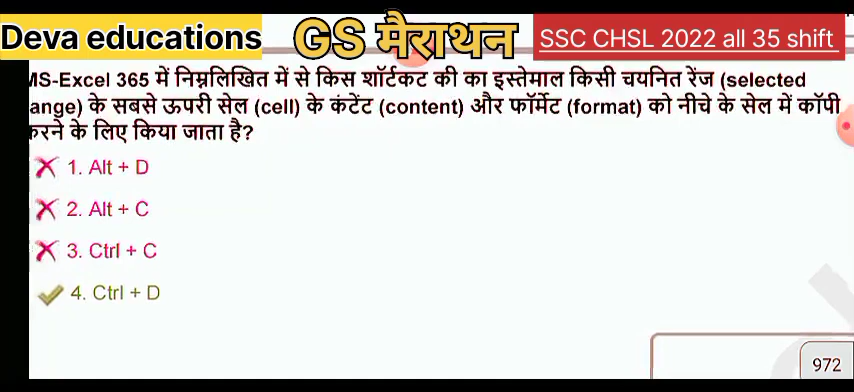 Deva educations GS मैराथन SSC CHSL 2022 all 35 shift
MS-Excel 365 में निम्नलिखित में से किस शॉर्टकट की का इस्तेमाल किसी चयनित रेंज (selected
ange) के सबसे ऊपरी सेल (cell) के कंटेंट (content) और फॉर्मेट (format) को नीचे के सेल में कॉपी
करने के लिए किया जाता है?
1. Alt + D
2. Alt + C
3. Ctrl + C
4. Ctrl + D
972